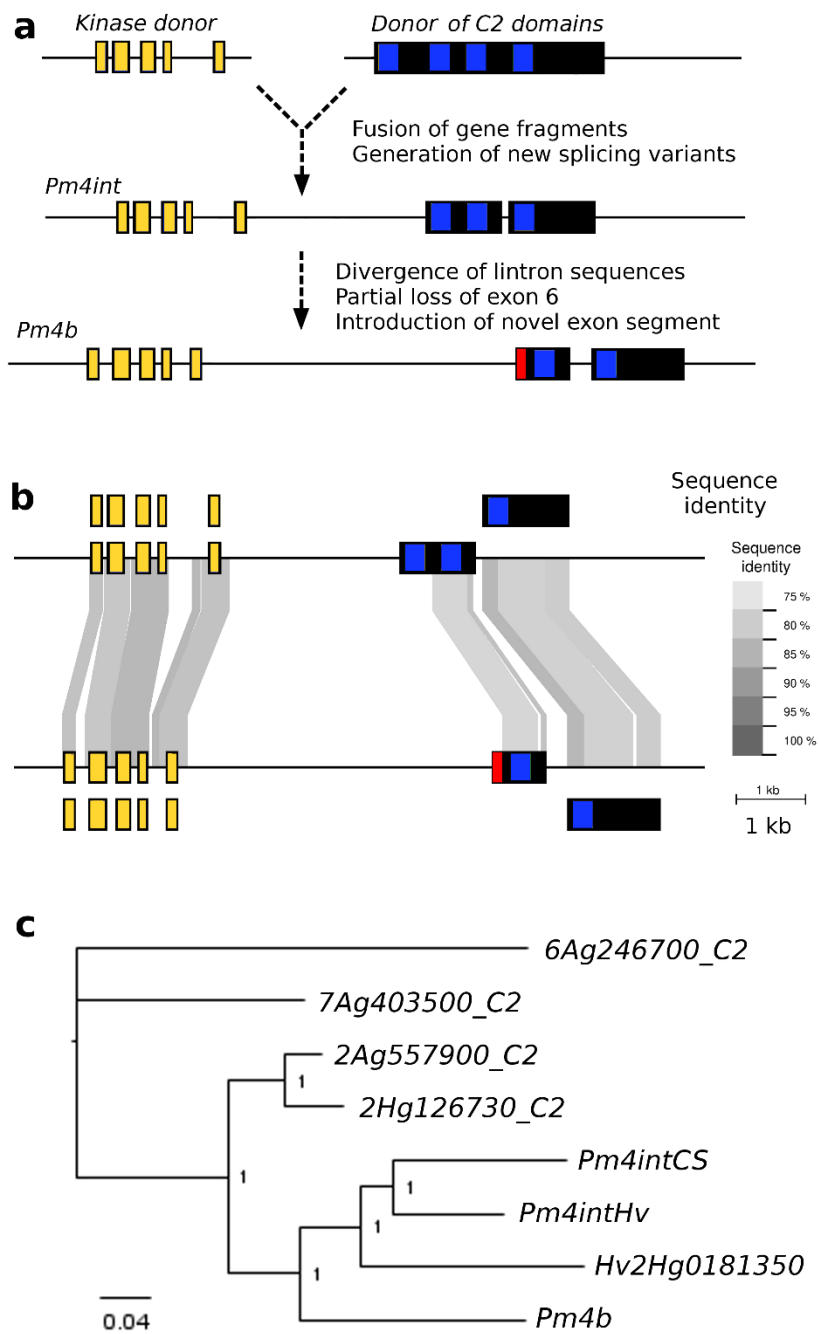 a
Kinase donor
Donor of C2 domains
Fusion of gene fragments
Generation of new splicing variants
Pm4int
Divergence of lintron sequences
Partial loss of exon 6
Introduction of novel exon segment
Pm4b
b
Sequence
identity
Sequence
identity
75 %
80 %
85 %
90 %
95 %
100 %
1 kb
1 kb
c
6Ag246700_C2
7Ag403500_C2
2Ag557900_C2
1
2Hg126730_C2
Pm4intCS
1
1
Pm4intHv
1
Hv2Hg0181350
1
0.04
Pm4b